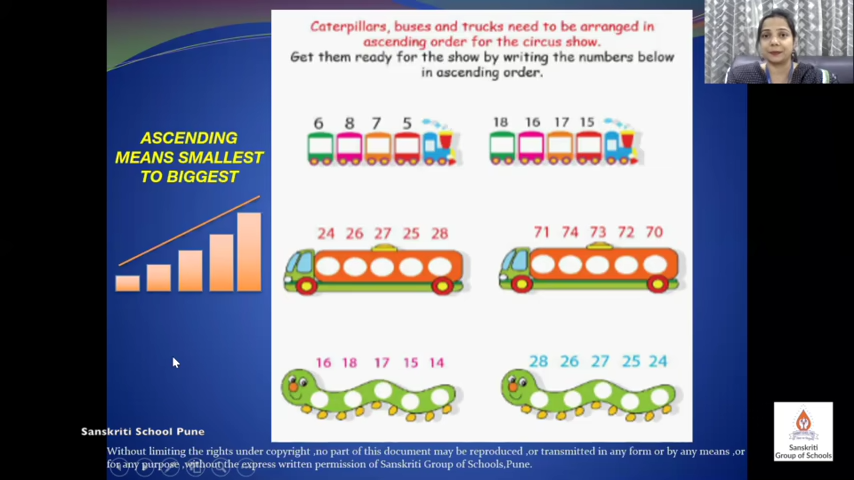 Caterpillars, buses and trucks need to be arranged in
ascending order for the circus show.
Get them ready for the show by writing the numbers below
in ascending order.
ASCENDING
MEANS SMALLEST
TO BIGGEST
6 8 7 5
18 16 17 15
24 26 27 25 28
71 74 73 72 70
16 18 17 15 14
28 26 27 25 24
Sanskriti School Pune
Without limiting the rights under copyright ,no part of this document may be reproduced ,or transmitted in any form or by any means ,or
for any purpose ,without the express written permission of Sanskriti Group of Schools,Pune.
Sanskriti
Group of Schools